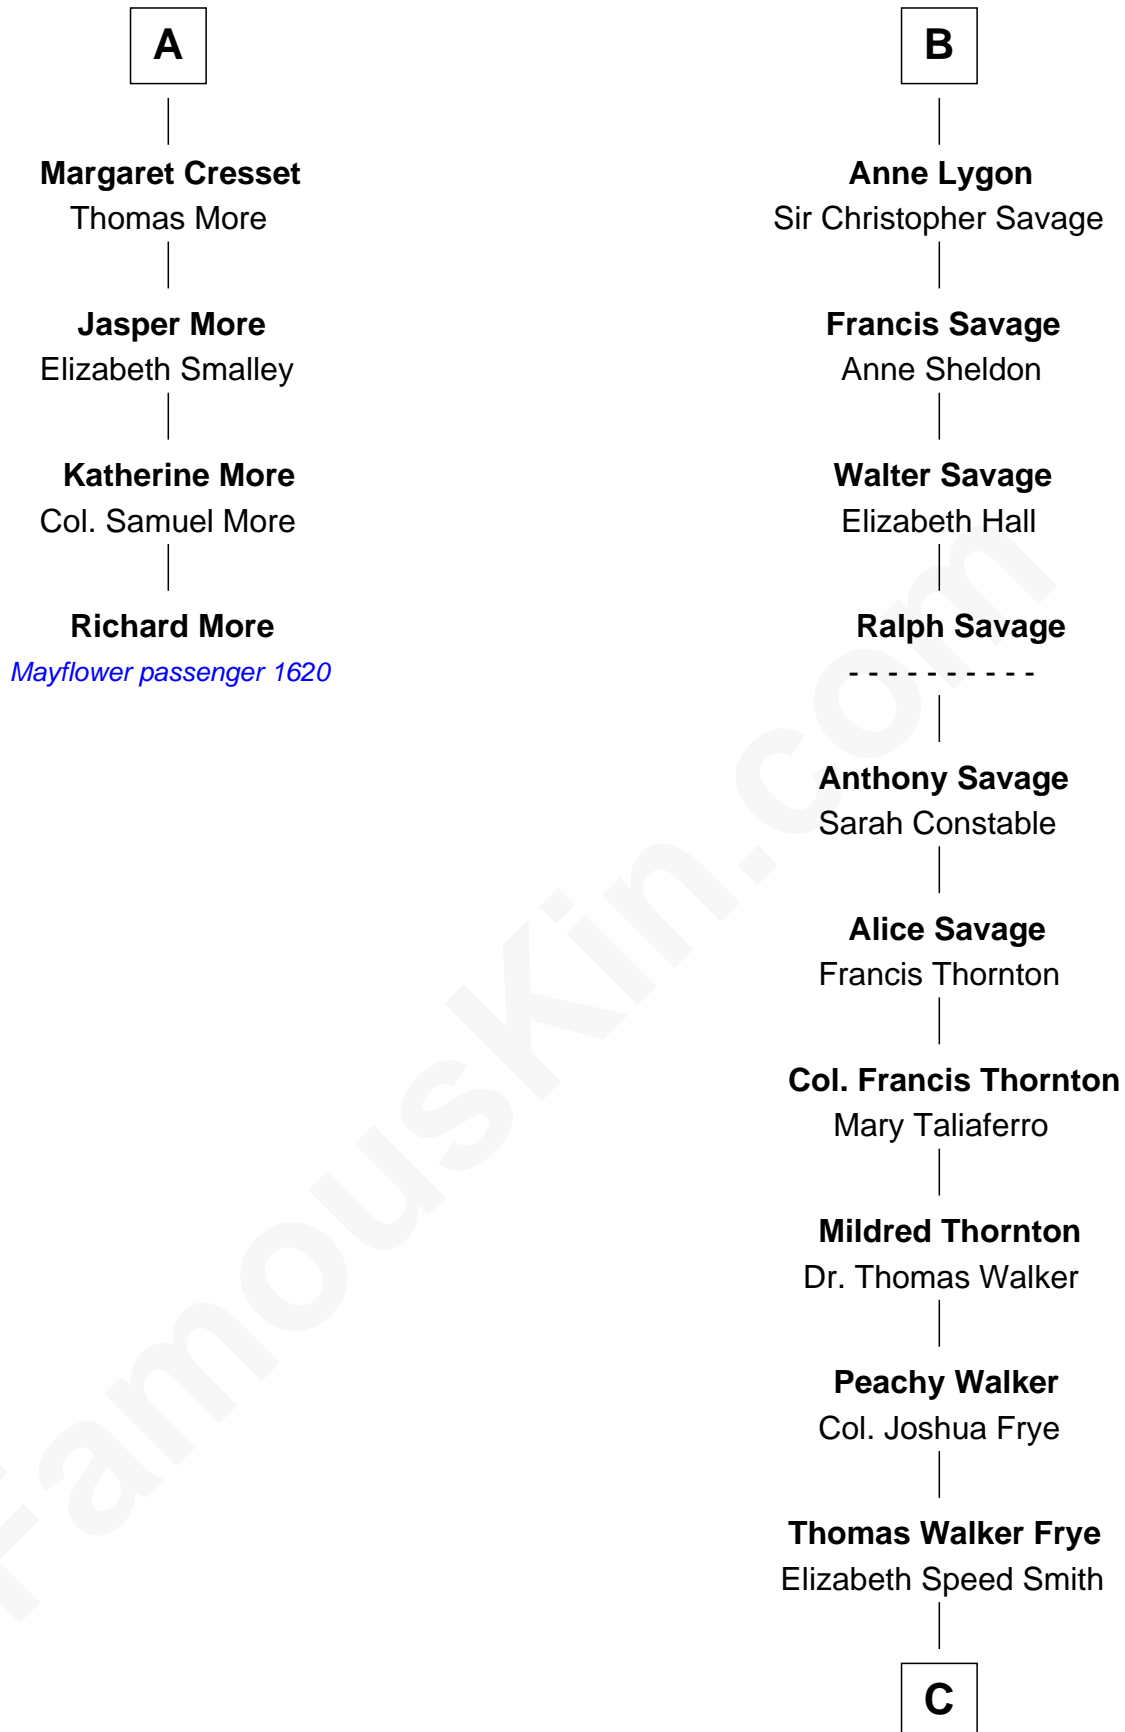 A
Margaret Cresset
Thomas More
Jasper More
Elizabeth Smalley
Katherine More
Col. Samuel More
Richard More
Mayflower passenger 1620
B
Anne Lygon
Sir Christopher Savage
Francis Savage
Anne Sheldon
Walter Savage
Elizabeth Hall
Ralph Savage
- - - - - - - - - -
Anthony Savage
Sarah Constable
Alice Savage
Francis Thornton
Col. Francis Thornton
Mary Taliaferro
Mildred Thornton
Dr. Thomas Walker
Peachy Walker
Col. Joshua Frye
Thomas Walker Frye
Elizabeth Speed Smith
C
FamousKin.com